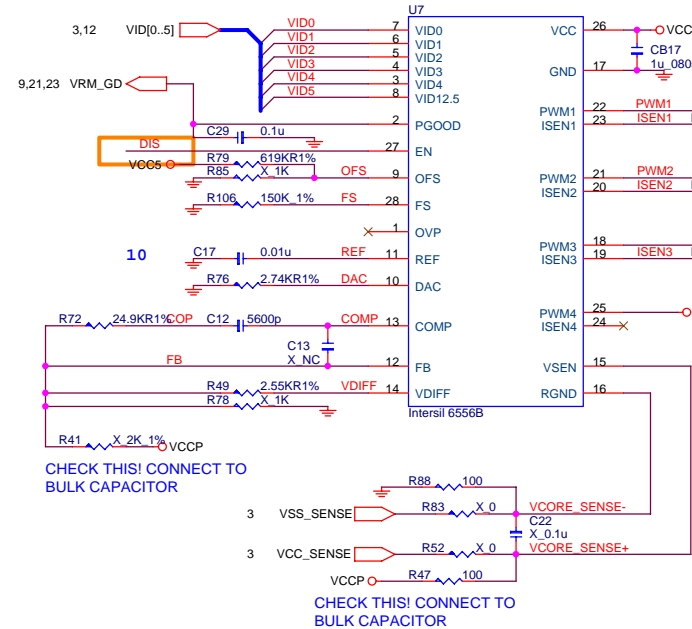 U7
3,12 VID[0..5]
VID0 7 VID0
VID1 6 VID1
VID2 5 VID2
VID3 4 VID3
VID4 3 VID4
VID5 8 VID12.5
VCC 26 VCC
CB17
1u_080
GND 17
9,21,23 VRM_GD
PWM1 22 PWM1
ISEN1 23 ISEN1
C29 0.1u
2 PGOOD
DIS 27 EN
VCC5
R79 619KR1%
R85 X_1K OFS 9 OFS
PWM2 21 PWM2
ISEN2 20 ISEN2
R106 150K_1% FS 28 FS
1 OVP
10
C17 0.01u REF 11 REF
PWM3 18
ISEN3 19 ISEN3
R76 2.74KR1% DAC 10 DAC
R72 24.9KR1% COP C12 5600p COMP 13 COMP
PWM4 25
ISEN4 24
C13
X_NC
FB 12 FB
VSEN 15
R49 2.55KR1% VDIFF 14 VDIFF
RGND 16
R78 X_1K
Intersil 6556B
R41 X_2K_1% VCCP
CHECK THIS! CONNECT TO
BULK CAPACITOR
R88 100
3 VSS_SENSE R83 X_0 VCORE_SENSE-
C22
X_0.1u
3 VCC_SENSE R52 X_0 VCORE_SENSE+
VCCP R47 100
CHECK THIS! CONNECT TO
BULK CAPACITOR